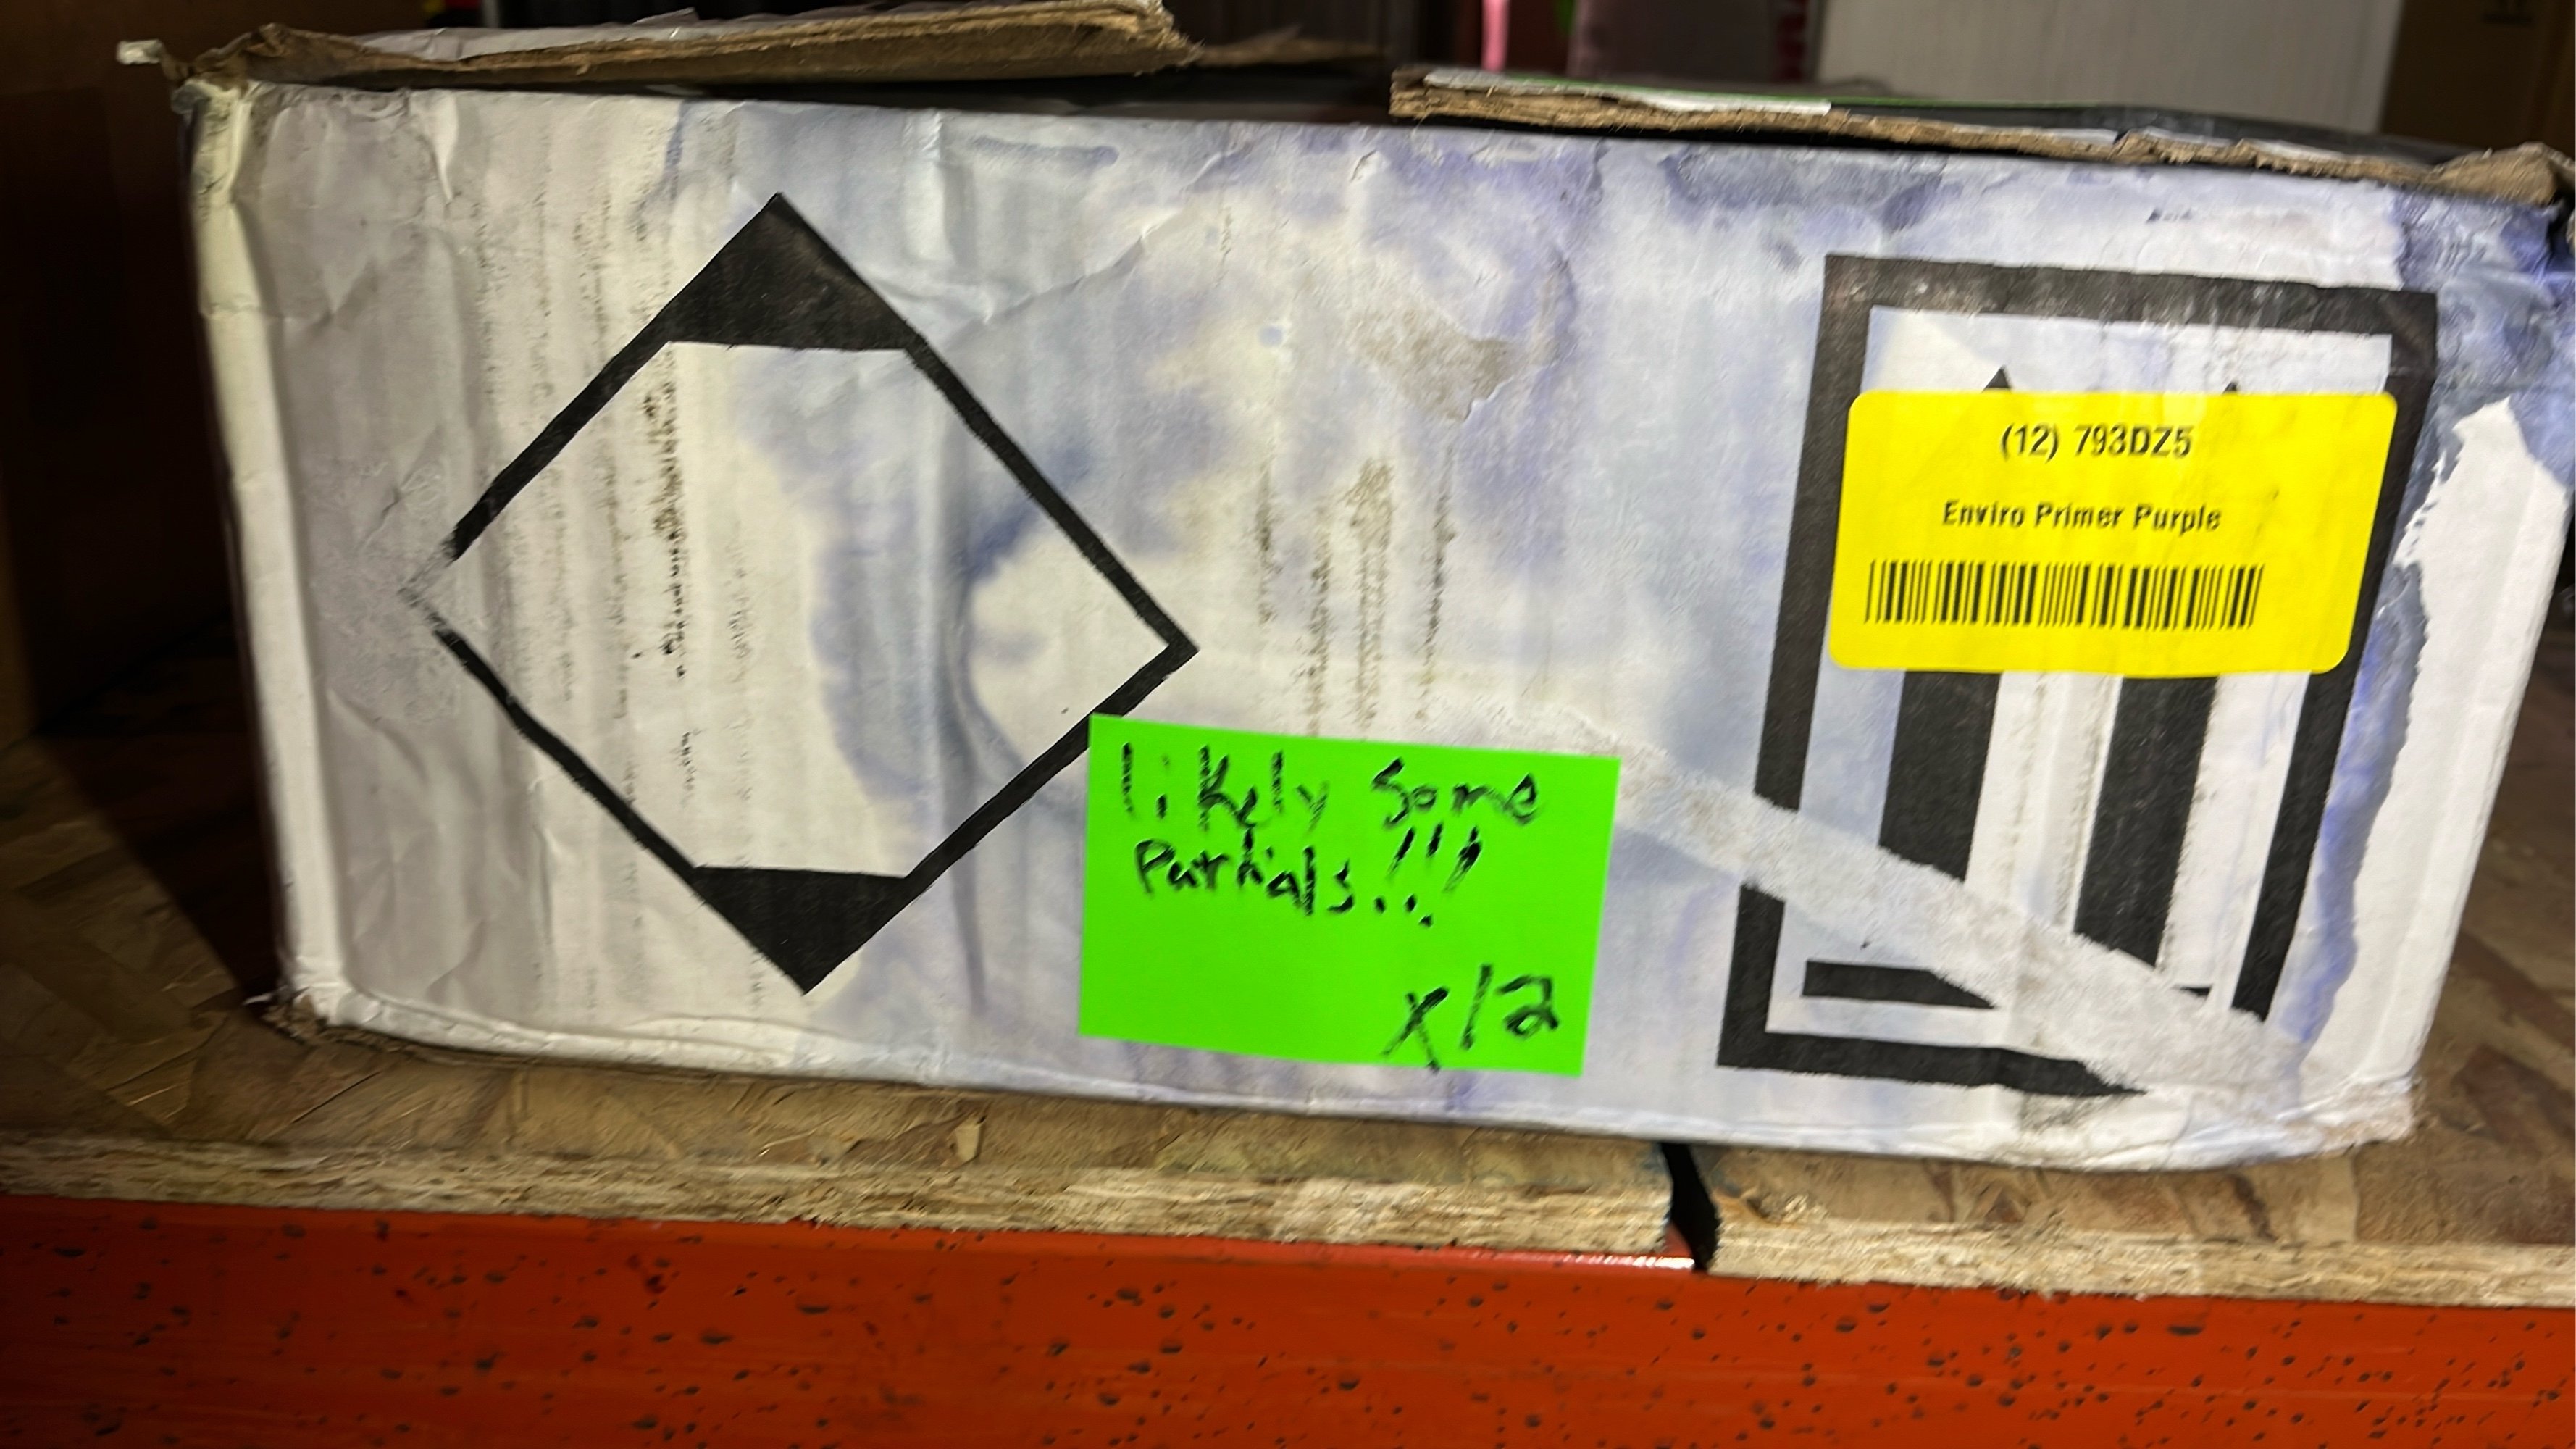 (12) 793DZ5
Enviro Primer Purple
likely some
Partials!!!
x12